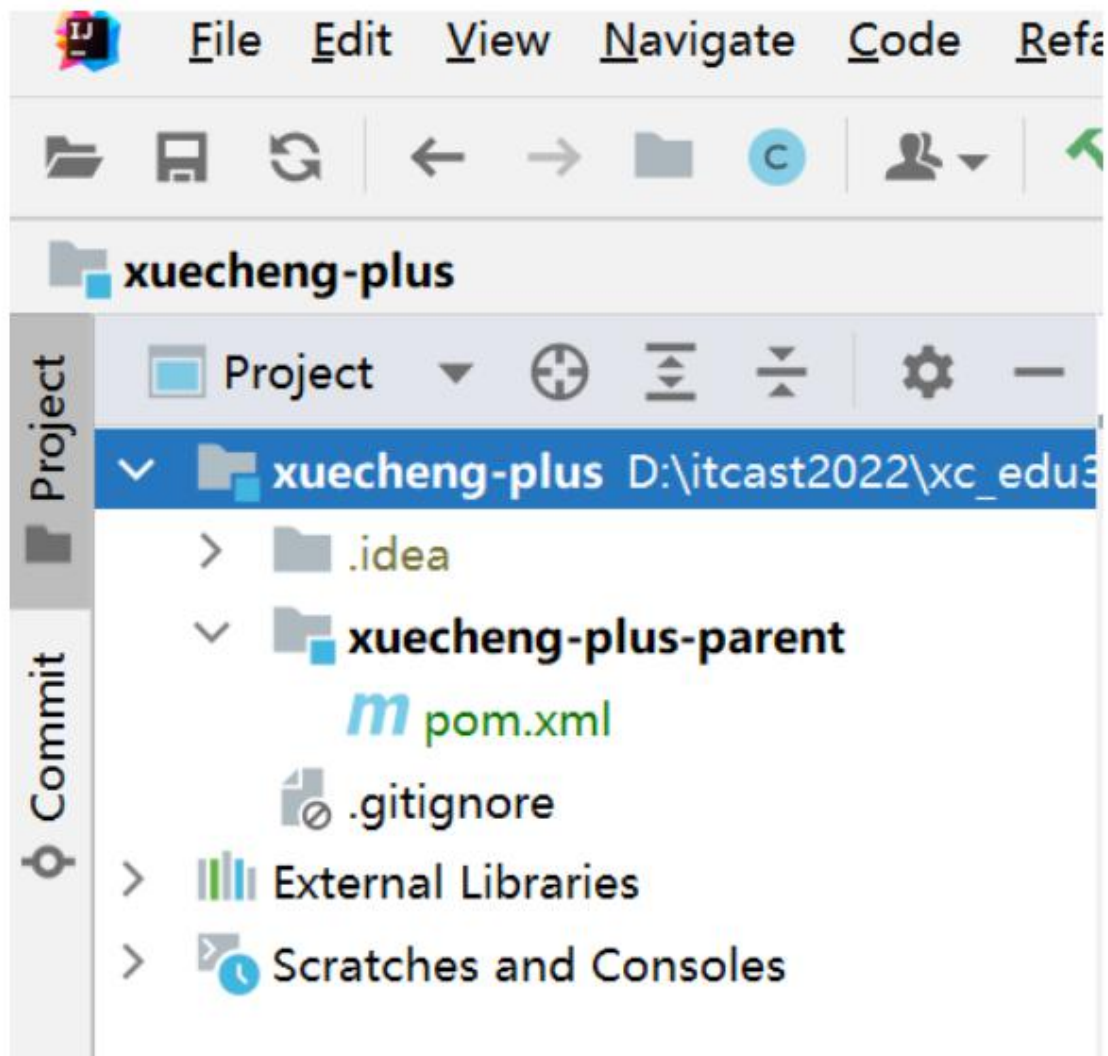 File Edit View Navigate Code Refa
xuecheng-plus
Project
Project
Commit
xuecheng-plus D:\itcast2022\xc_edu3
.idea
xuecheng-plus-parent
pom.xml
.gitignore
External Libraries
Scratches and Consoles